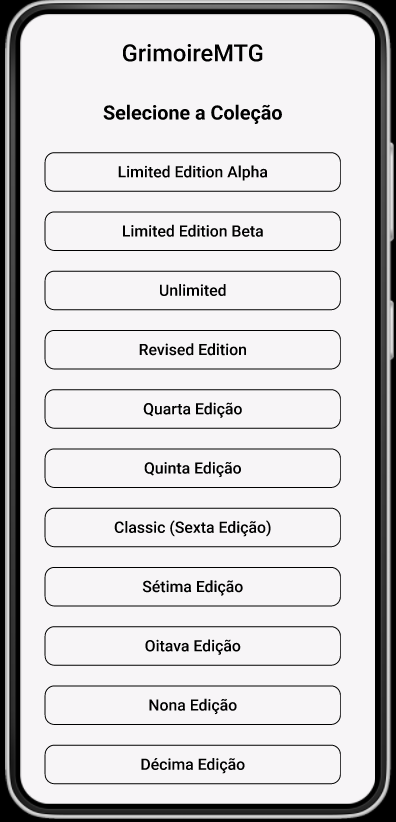 GrimoireMTG
Selecione a Coleção
Limited Edition Alpha
Limited Edition Beta
Unlimited
Revised Edition
Quarta Edição
Quinta Edição
Classic (Sexta Edição)
Sétima Edição
Oitava Edição
Nona Edição
Décima Edição